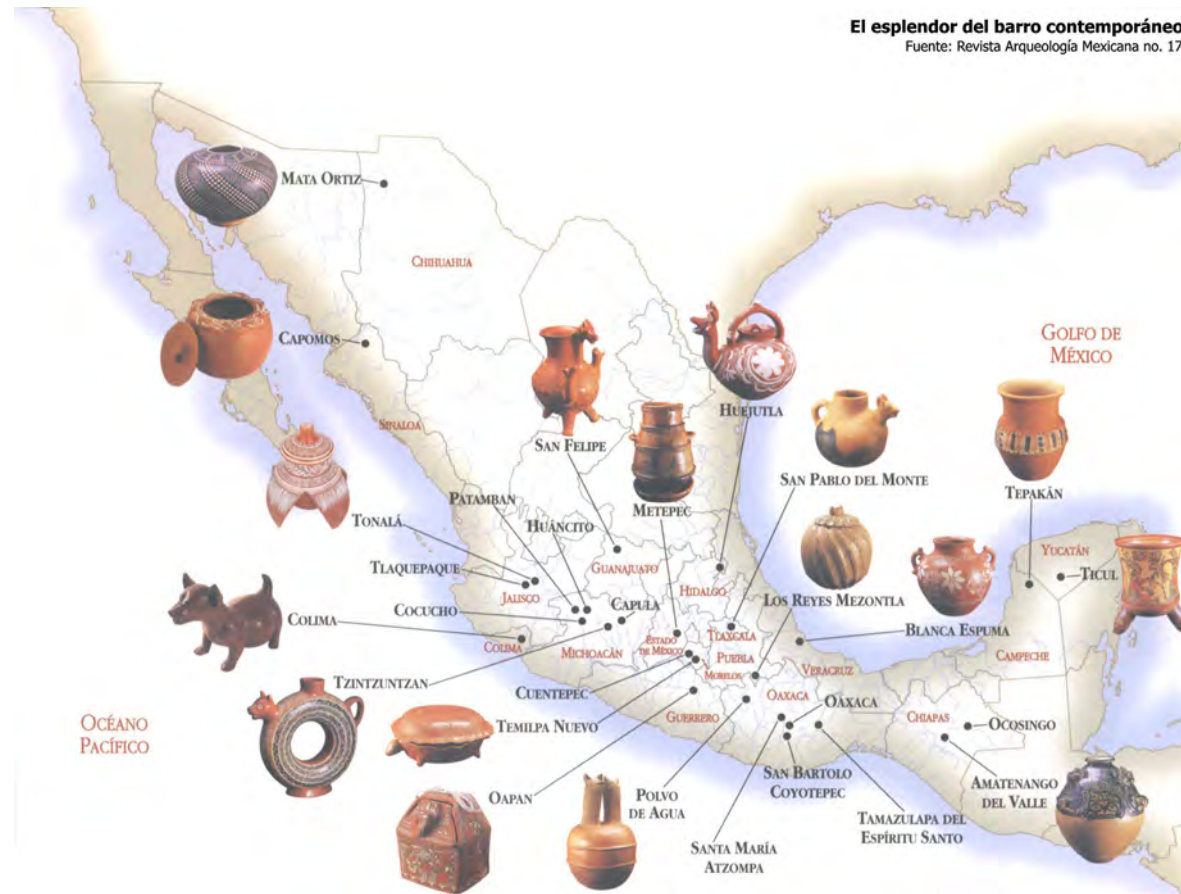 El esplendor del barro contemporáneo
Fuente: Revista Arqueología Mexicana no. 17
MATA ORTIZ
CHIHUAHUA
CAPOMOS
SINALOA
GOLFO DE
MÉXICO
HUEJUTLA
SAN FELIPE
METEPEC
SAN PABLO DEL MONTE
TEPAKÁN
PATAMBAN
HUÁNCITO
TONALÁ
TLAQUEPAQUE
GUANAJUATO
HIDALGO
YUCATÁN
TICUL
JALISCO
COCUCHO
CAPULA
LOS REYES MEZONTLA
COLIMA
COLIMA
MICHOACÁN
ESTADO
DE MÉXICO
TLAXCALA
PUEBLA
MORELOS
BLANCA ESPUMA
VERACRUZ
CAMPECHE
TZINTZUNTZAN
CUENTEPEC
OAXACA
OAXACA
CHIAPAS
OCOSINGO
OCÉANO
PACÍFICO
TEMILPA NUEVO
GUERRERO
SAN BARTOLO
COYOTEPEC
AMATENANGO
DEL VALLE
OAPAN
POLVO
DE AGUA
TAMAZULAPA DEL
ESPÍRITU SANTO
SANTA MARÍA
ATZOMPA